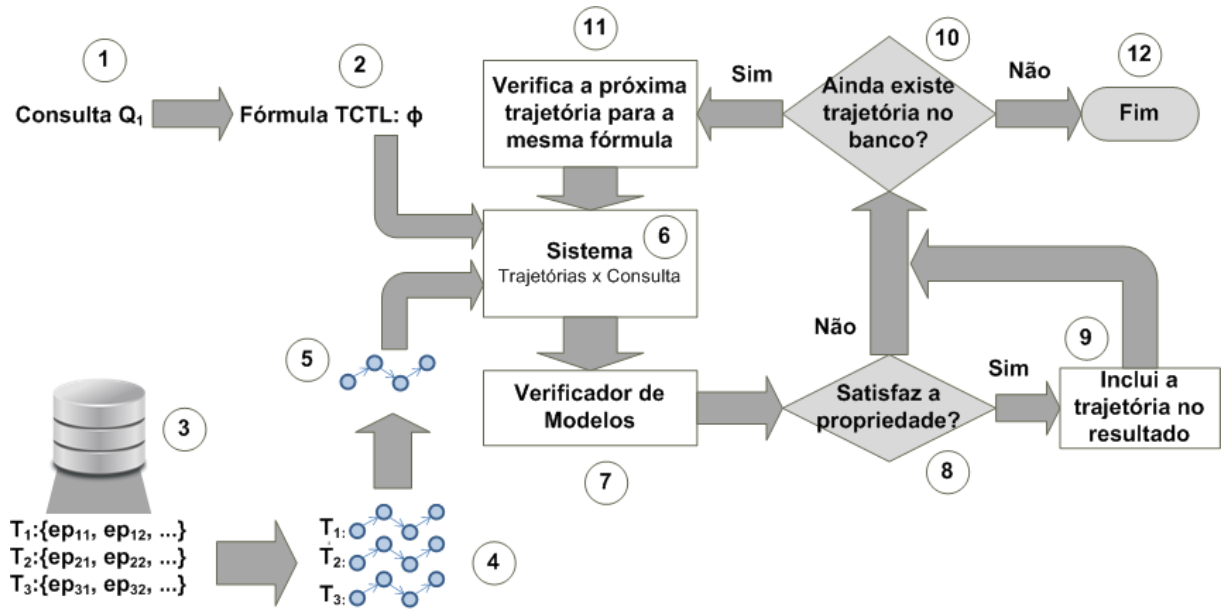 1
Consulta Q₁
2
Fórmula TCTL: ϕ
11
Verifica a próxima
trajetória para a
mesma fórmula
Sim
10
Ainda existe
trajetória no
banco?
Não
12
Fim
6
Sistema
Trajetórias x Consulta
5
3
T₁:{ep₁₁, ep₁₂, ...}
T₂:{ep₂₁, ep₂₂, ...}
T₃:{ep₃₁, ep₃₂, ...}
T₁:
T₂:
T₃:
4
Verificador de
Modelos
7
Não
Satisfaz a
propriedade?
8
Sim
9
Inclui a
trajetória no
resultado